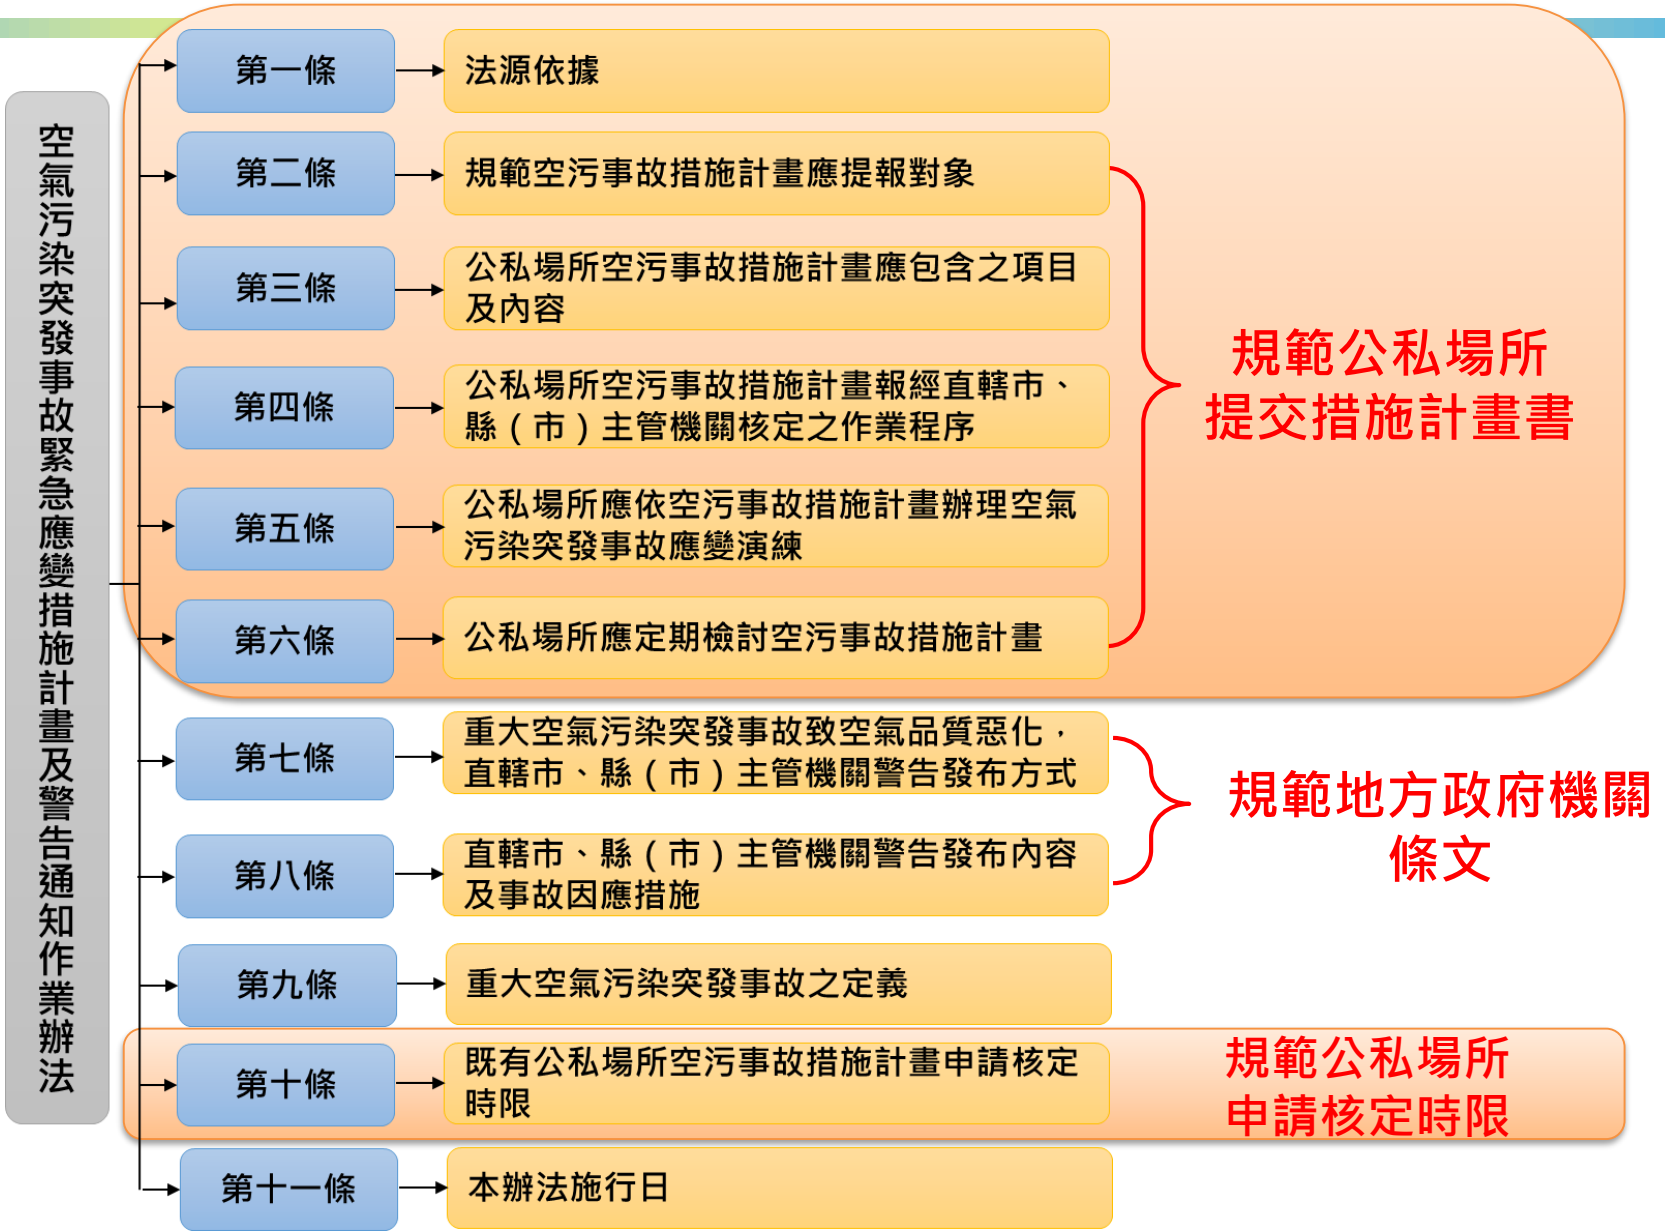 空氣污染突發事故緊急應變措施計畫及警告通知作業辦法
第一條
法源依據
第二條
規範空污事故措施計畫應提報對象
第三條
公私場所空污事故措施計畫應包含之項目
及內容
第四條
公私場所空污事故措施計畫報經直轄市、
縣（市）主管機關核定之作業程序
第五條
公私場所應依空污事故措施計畫辦理空氣
污染突發事故應變演練
第六條
公私場所應定期檢討空污事故措施計畫
規範公私場所
提交措施計畫書
第七條
重大空氣污染突發事故致空氣品質惡化，
直轄市、縣（市）主管機關警告發布方式
第八條
直轄市、縣（市）主管機關警告發布內容
及事故因應措施
規範地方政府機關
條文
第九條
重大空氣污染突發事故之定義
第十條
既有公私場所空污事故措施計畫申請核定
時限
規範公私場所
申請核定時限
第十一條
本辦法施行日